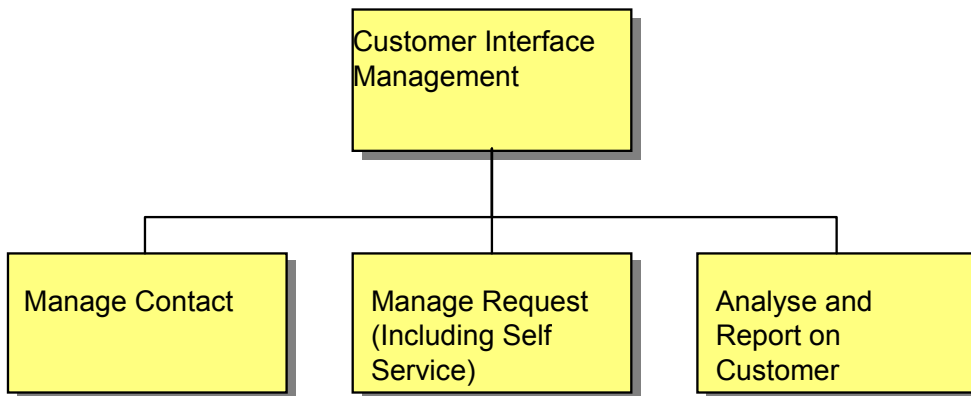 Customer Interface
Management
Manage Contact
Manage Request
(Including Self
Service)
Analyse and
Report on
Customer